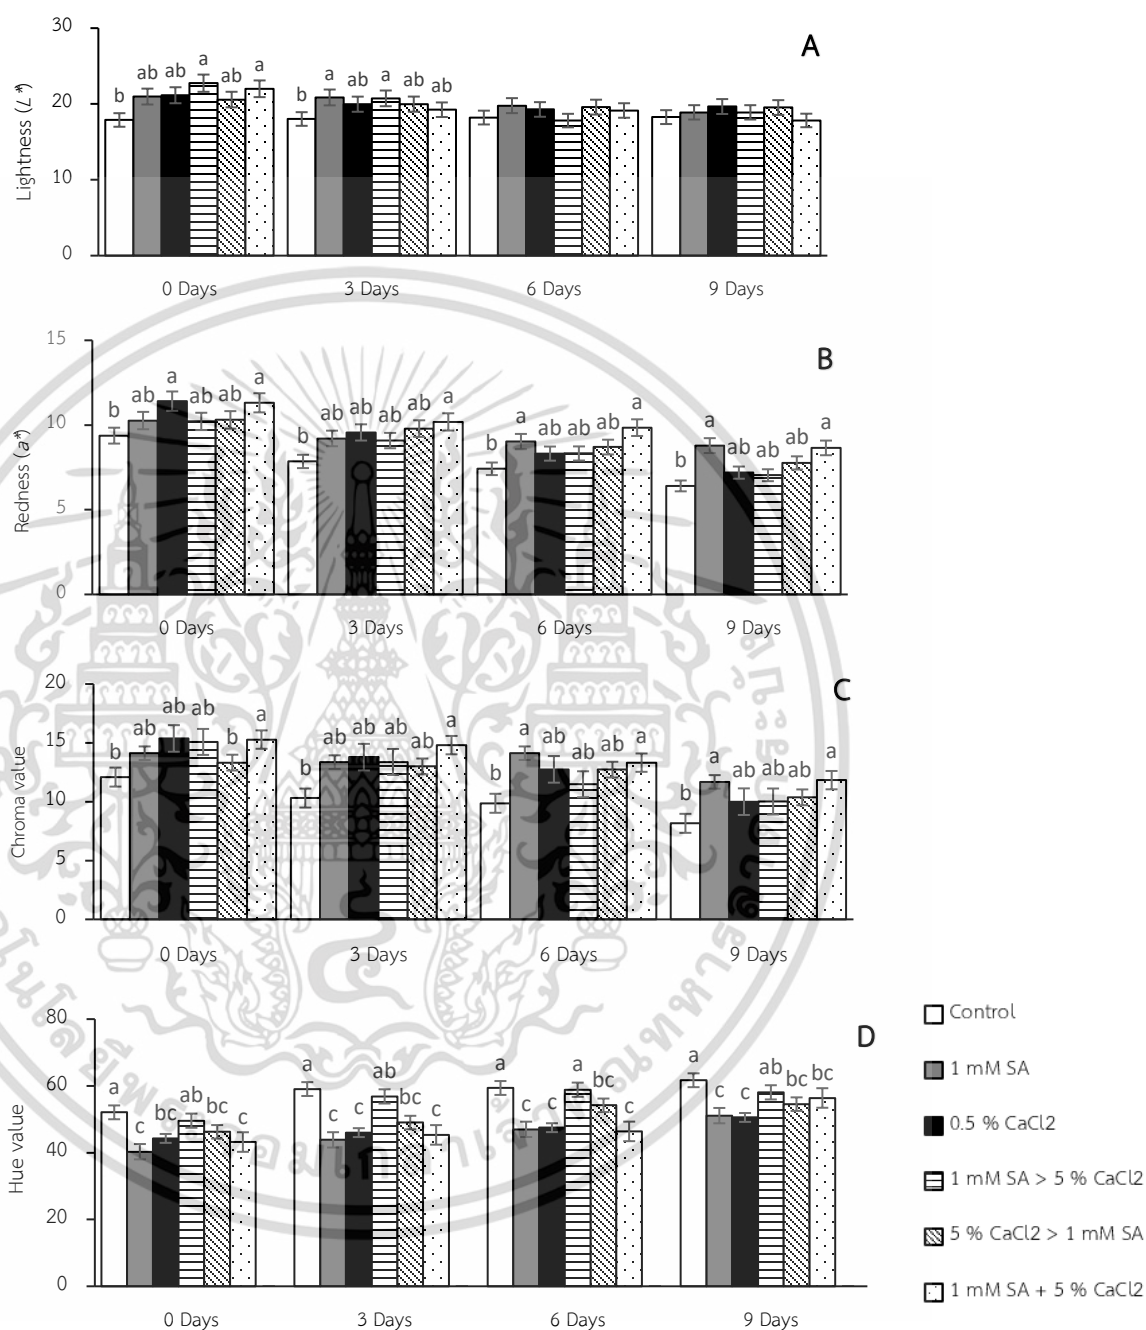 30
A
a
b ab ab ab a
a a
b ab ab ab
20
Lightness (L*)
10
0
0 Days 3 Days 6 Days 9 Days
15
B
a a
b ab ab ab
a
b ab ab ab ab
a a
b ab ab ab
a a
b ab ab ab
10
Redness (a*)
5
0
0 Days 3 Days 6 Days 9 Days
20
C
b ab ab ab b a
b ab ab ab ab a
b a ab ab ab a
b a ab ab ab a
15
Chroma value
10
5
0
0 Days 3 Days 6 Days 9 Days
80
D
a c bc ab bc c
a c c ab bc c
a c c a bc c
a c c ab bc bc
60
Hue value
40
20
0
0 Days 3 Days 6 Days 9 Days
Control
1 mM SA
0.5 % CaCl2
1 mM SA > 5 % CaCl2
5 % CaCl2 > 1 mM SA
1 mM SA + 5 % CaCl2